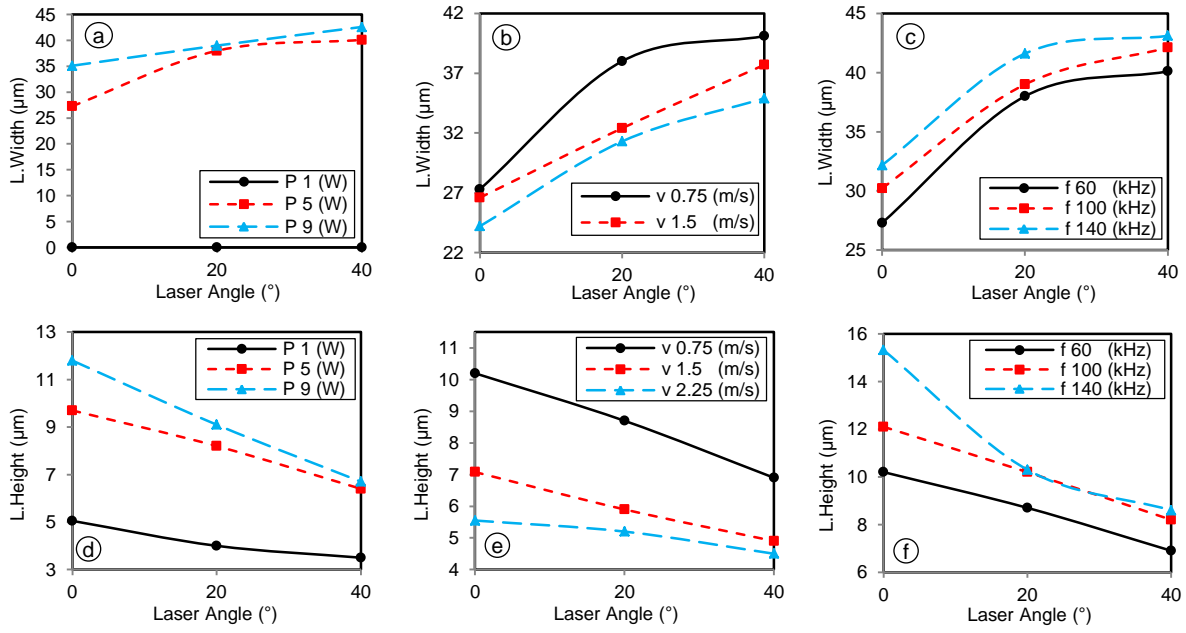 a
L.Width (µm)
45
40
35
30
25
20
15
10
5
0
P 1 (W)
P 5 (W)
P 9 (W)
0 20 40
Laser Angle (°)
b
L.Width (µm)
42
37
32
27
22
v 0.75 (m/s)
v 1.5 (m/s)
0 20 40
Laser Angle (°)
c
L.Width (µm)
45
40
35
30
25
f 60 (kHz)
f 100 (kHz)
f 140 (kHz)
0 20 40
Laser Angle (°)
d
L.Height (µm)
13
11
9
7
5
3
P 1 (W)
P 5 (W)
P 9 (W)
0 20 40
Laser Angle (°)
e
L.Height (µm)
11
10
9
8
7
6
5
4
v 0.75 (m/s)
v 1.5 (m/s)
v 2.25 (m/s)
0 20 40
Laser Angle (°)
f
L.Height (µm)
16
14
12
10
8
6
f 60 (kHz)
f 100 (kHz)
f 140 (kHz)
0 20 40
Laser Angle (°)